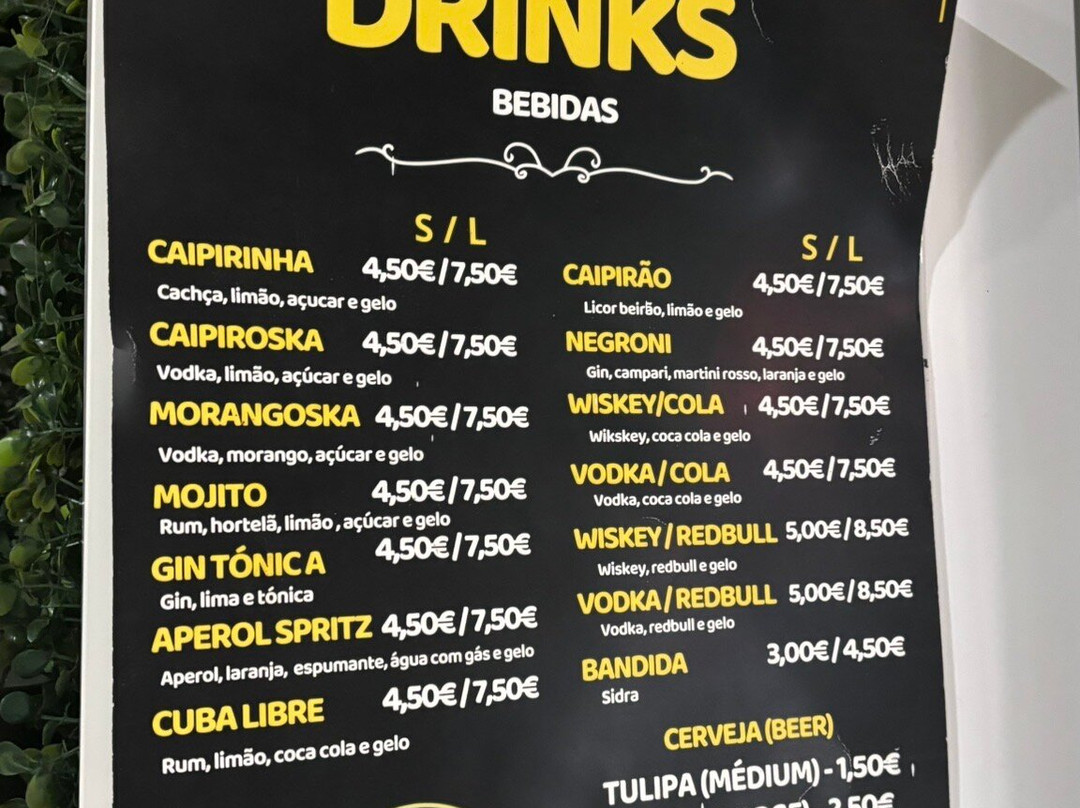 DRINKS
BEBIDAS
S / L
CAIPIRINHA 4,50€/7,50€
Cachça, limão, açucar e gelo
CAIPIROSKA 4,50€/7,50€
Vodka, limão, açúcar e gelo
MORANGOSKA 4,50€/7,50€
Vodka, morango, açúcar e gelo
MOJITO 4,50€/7,50€
Rum, hortelã, limão, açúcar e gelo
GIN TÓNICA 4,50€/7,50€
Gin, lima e tónica
APEROL SPRITZ 4,50€/7,50€
Aperol, laranja, espumante, água com gás e gelo
CUBA LIBRE 4,50€/7,50€
Rum, limão, coca cola e gelo
S / L
CAIPIRÃO 4,50€/7,50€
Licor beirão, limão e gelo
NEGRONI 4,50€/7,50€
Gin, campari, martini rosso, laranja e gelo
WISKEY/COLA 4,50€/7,50€
Wikskey, coca cola e gelo
VODKA/COLA 4,50€/7,50€
Vodka, coca cola e gelo
WISKEY/REDBULL 5,00€/8,50€
Wiskey, redbull e gelo
VODKA/REDBULL 5,00€/8,50€
Vodka, redbull e gelo
BANDIDA 3,00€/4,50€
Sidra
CERVEJA (BEER)
TULIPA (MÉDIUM) - 1,50€
2,50€